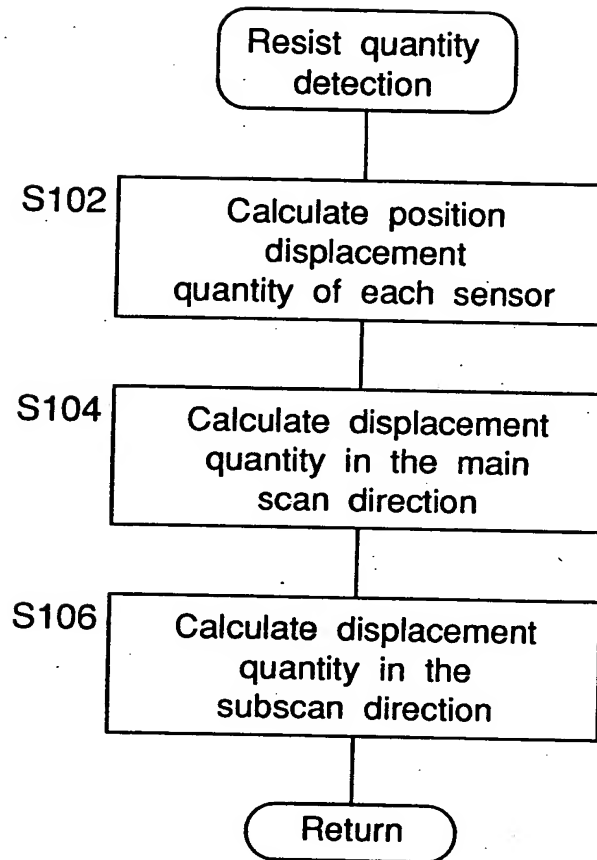 Resist quantity
detection
S102
Calculate position
displacement
quantity of each sensor
S104
Calculate displacement
quantity in the main
scan direction
S106
Calculate displacement
quantity in the
subscan direction
Return